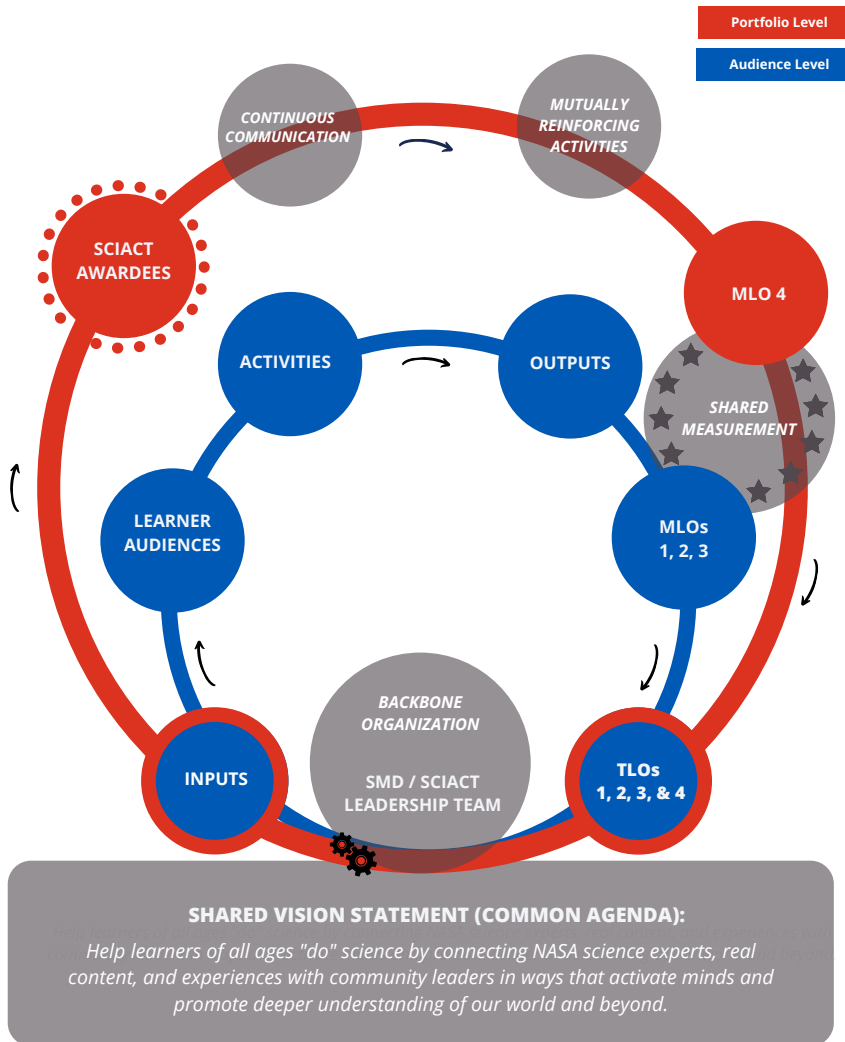 Portfolio Level
Audience Level
CONTINUOUS
COMMUNICATION
MUTUALLY
REINFORCING
ACTIVITIES
SCIACT
AWARDEES
MLO 4
ACTIVITIES
OUTPUTS
SHARED
MEASUREMENT
LEARNER
AUDIENCES
MLOs
1, 2, 3
BACKBONE
ORGANIZATION
SMD / SCIACT
LEADERSHIP TEAM
INPUTS
TLOs
1, 2, 3, & 4
SHARED VISION STATEMENT (COMMON AGENDA):
Help learners of all ages "do" science by connecting NASA science experts, real
content, and experiences with community leaders in ways that activate minds and
promote deeper understanding of our world and beyond.